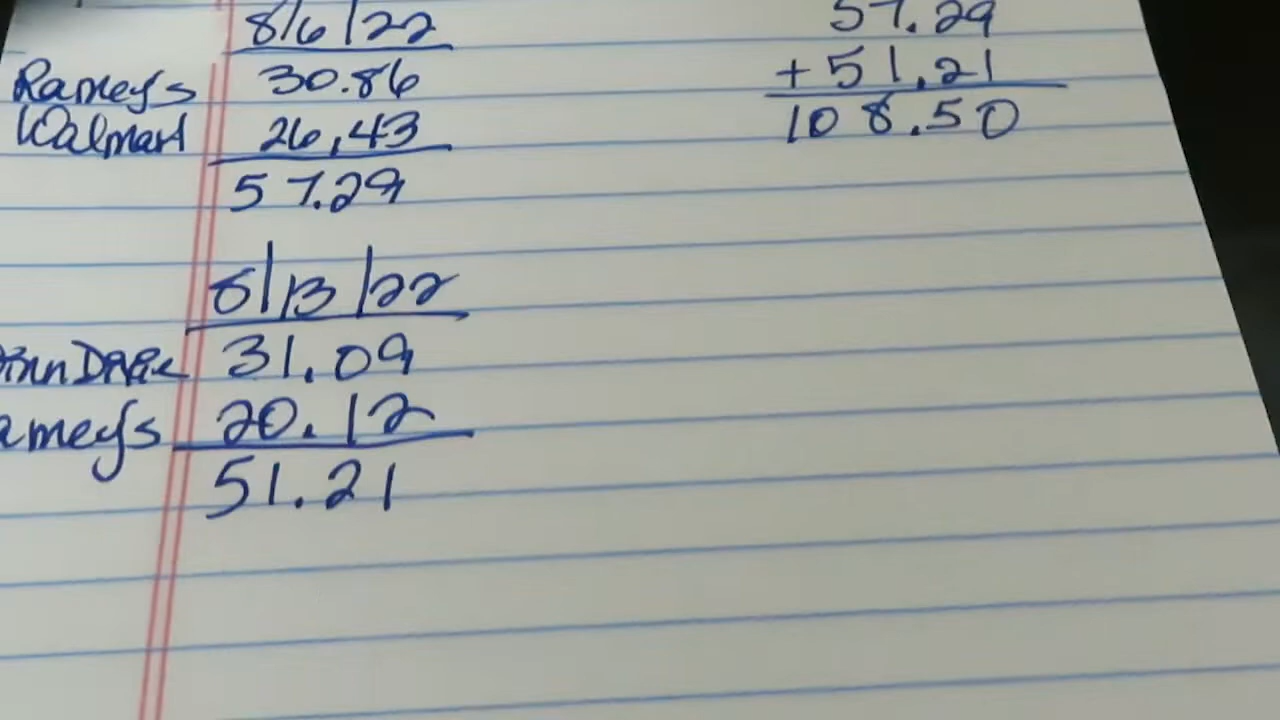 8/6/22
Rameys 30.86
Walmart 26,43
57.29
8/13/22
31.09
ameys 20.12
51.21
57.29
+51.21
108.50